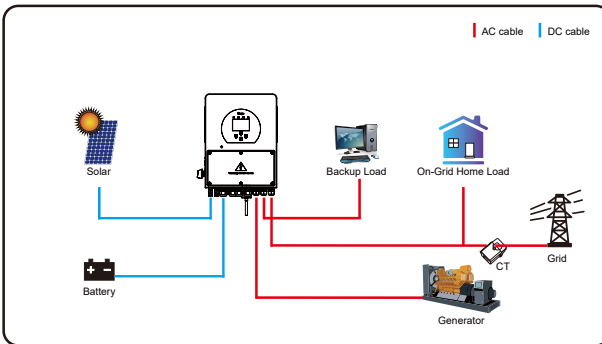 AC cable
DC cable
Solar
Backup Load
On-Grid Home Load
Battery
CT
Grid
Generator